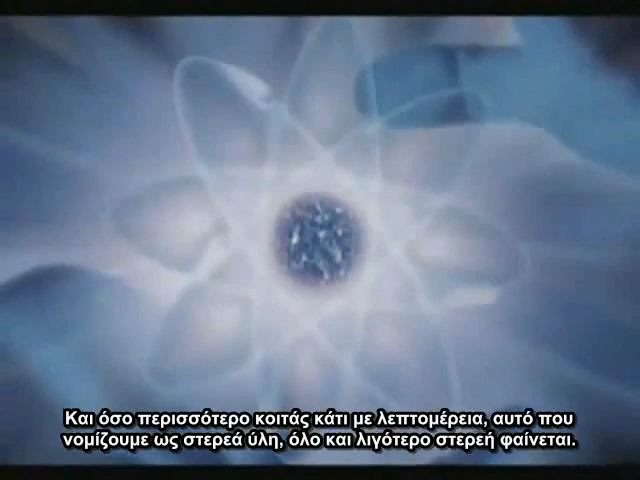 Και όσο περισσότερο κοιτάς κάτι με λεπτομέρεια, αυτό που
νομίζουμε ως στερεά ύλη, όλο και λιγότερο στερεή φαίνεται.